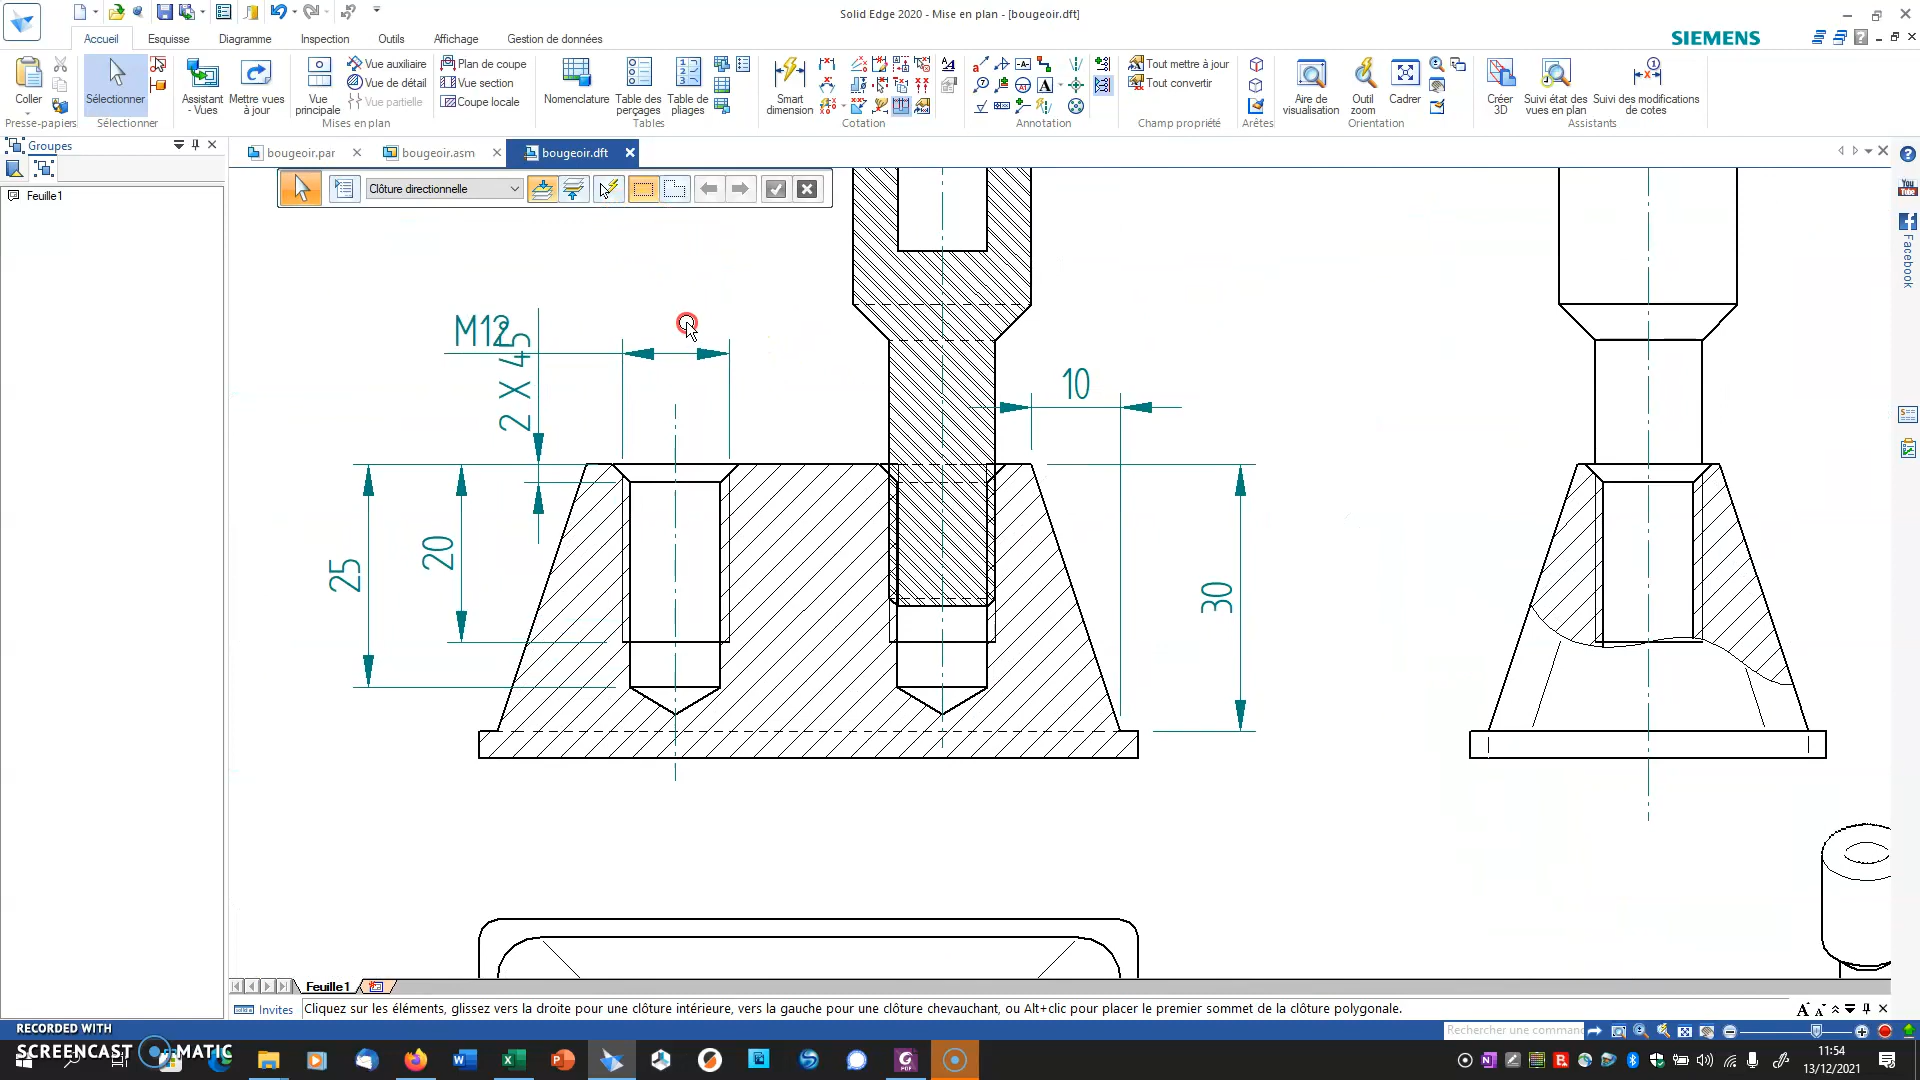 Solid Edge 2020 - Mise en plan - [bougeoir.dft]
Accueil
Esquisse
Diagramme
Inspection
Outils
Affichage
Gestion de données
SIEMENS
Coller
Sélectionner
Assistant - Vues
Mettre vues à jour
Vue principale
Vue auxiliaire
Vue de détail
Vue partielle
Plan de coupe
Vue section
Coupe locale
Nomenclature
Table des perçages
Table de pliages
Smart dimension
Tout mettre à jour
Tout convertir
Aire de visualisation
Outil zoom
Cadrer
Créer 3D
Suivi état des vues en plan
Suivi des modifications de cotes
Presse-papiers
Sélectionner
Mises en plan
Tables
Cotation
Annotation
Champ propriété
Arêtes
Orientation
Assistants
Groupes
bougeoir.par
bougeoir.asm
bougeoir.dft
Clôture directionnelle
Feuille1
You Tube
Facebook
M12
2 X 45
10
25
20
30
Feuille1
Invites
Cliquez sur les éléments, glissez vers la droite pour une clôture intérieure, vers la gauche pour une clôture chevauchant, ou Alt+clic pour placer le premier sommet de la clôture polygonale.
Rechercher une command
RECORDED WITH
SCREENCAST MATIC
11:54
13/12/2021